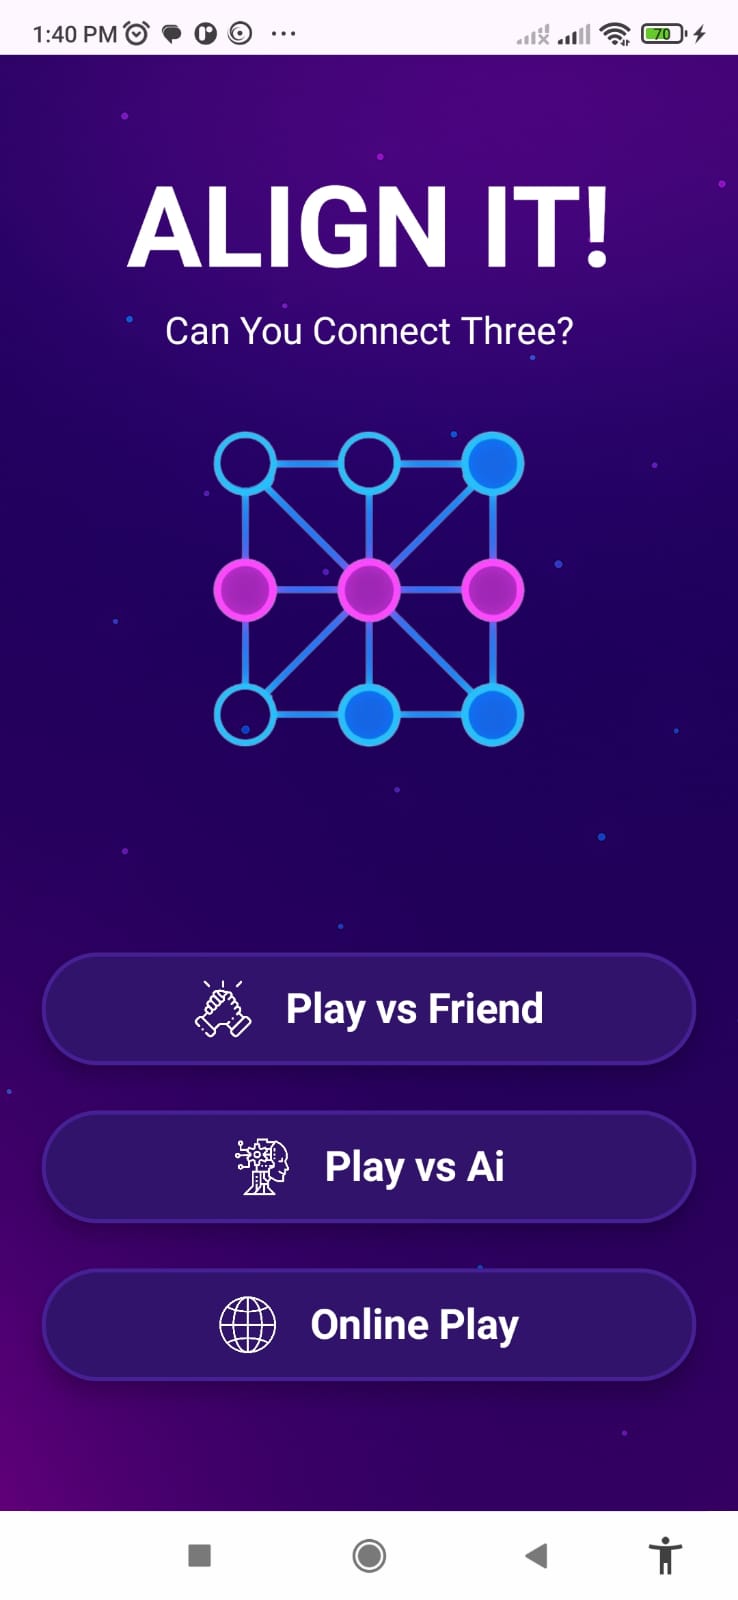 1:40 PM
70
ALIGN IT!
Can You Connect Three?
Play vs Friend
Play vs Ai
Online Play